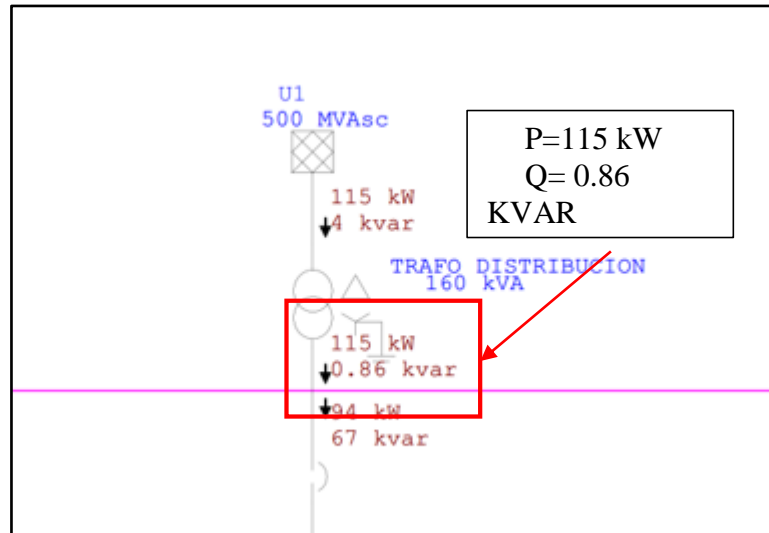 U1
500 MVAsc
P=115 kW
Q= 0.86
KVAR
115 kW
4 kvar
TRAFO DISTRIBUCION
160 kVA
115 kW
0.86 kvar
94 kW
67 kvar